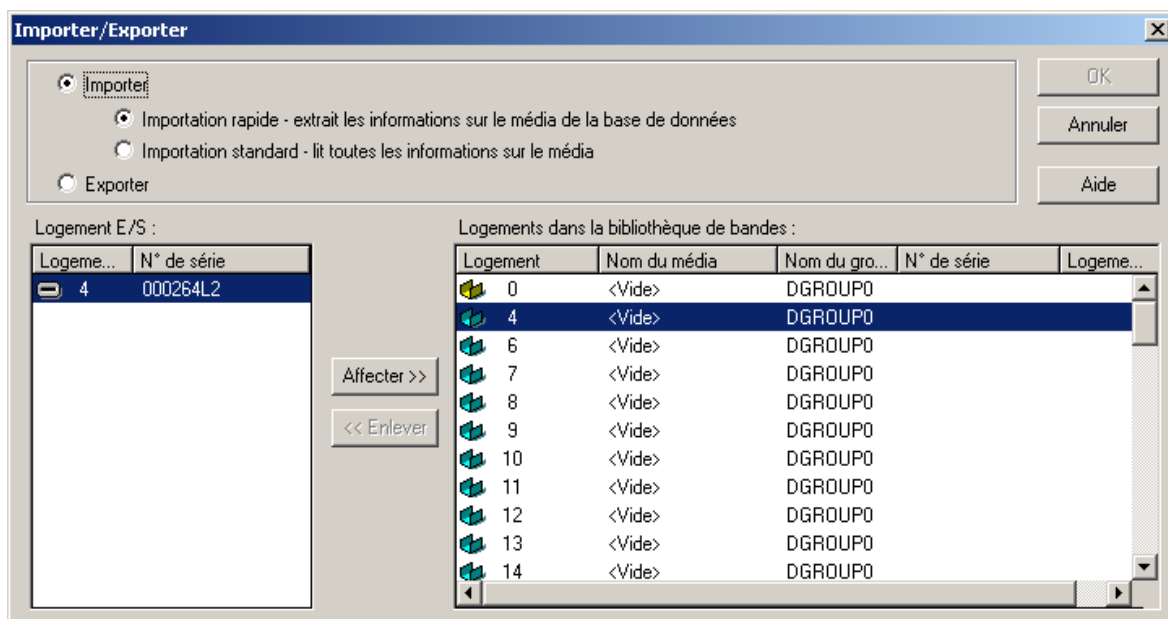 Importer/Exporter
Importer
Importation rapide - extrait les informations sur le média de la base de données
Importation standard - lit toutes les informations sur le média
Exporter
OK
Annuler
Aide
Logement E/S :
Logeme... N° de série
4 000264L2
Affecter >>
<< Enlever
Logements dans la bibliothèque de bandes :
Logement Nom du média Nom du gro... N° de série Logeme...
0 <Vide> DGROUP0
4 <Vide> DGROUP0
6 <Vide> DGROUP0
7 <Vide> DGROUP0
8 <Vide> DGROUP0
9 <Vide> DGROUP0
10 <Vide> DGROUP0
11 <Vide> DGROUP0
12 <Vide> DGROUP0
13 <Vide> DGROUP0
14 <Vide> DGROUP0